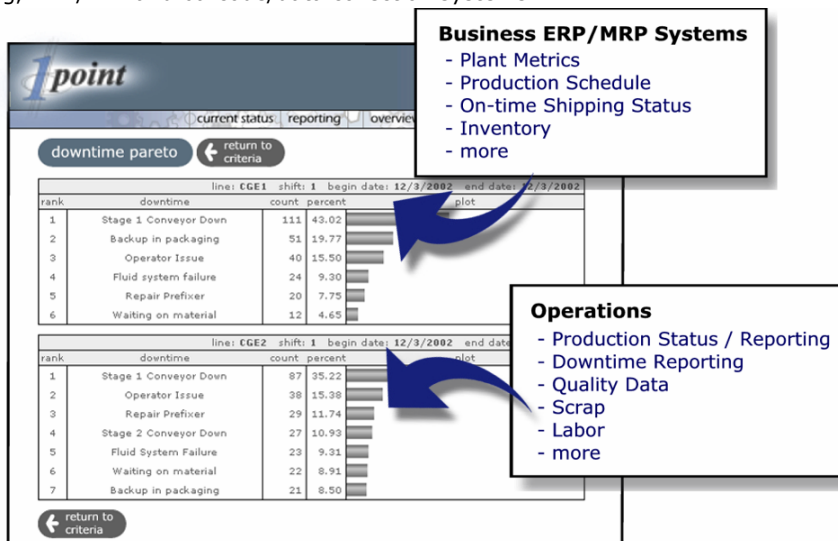 Business ERP/MRP Systems
- Plant Metrics
- Production Schedule
- On-time Shipping Status
- Inventory
- more
1point
current status reporting
downtime pareto
return to
criteria
line: CGE1 shift: 1 begin date: 12/3/2002 end date: 12/3/2002
rank downtime count percent plot
1 Stage 1 Conveyor Down 111 43.02
2 Backup in packaging 51 19.77
3 Operator Issue 40 15.50
4 Fluid system failure 24 9.30
5 Repair Prefixer 20 7.75
6 Waiting on material 12 4.65
Operations
- Production Status / Reporting
- Downtime Reporting
- Quality Data
- Scrap
- Labor
- more
line: CGE2 shift: 1 begin date: 12/3/2002 end date
rank downtime count percent plot
1 Stage 1 Conveyor Down 87 35.22
2 Operator Issue 38 15.38
3 Repair Prefixer 29 11.74
4 Stage 2 Conveyor Down 27 10.93
5 Fluid System Failure 23 9.31
6 Waiting on material 22 8.91
7 Backup in packaging 21 8.50
return to
criteria